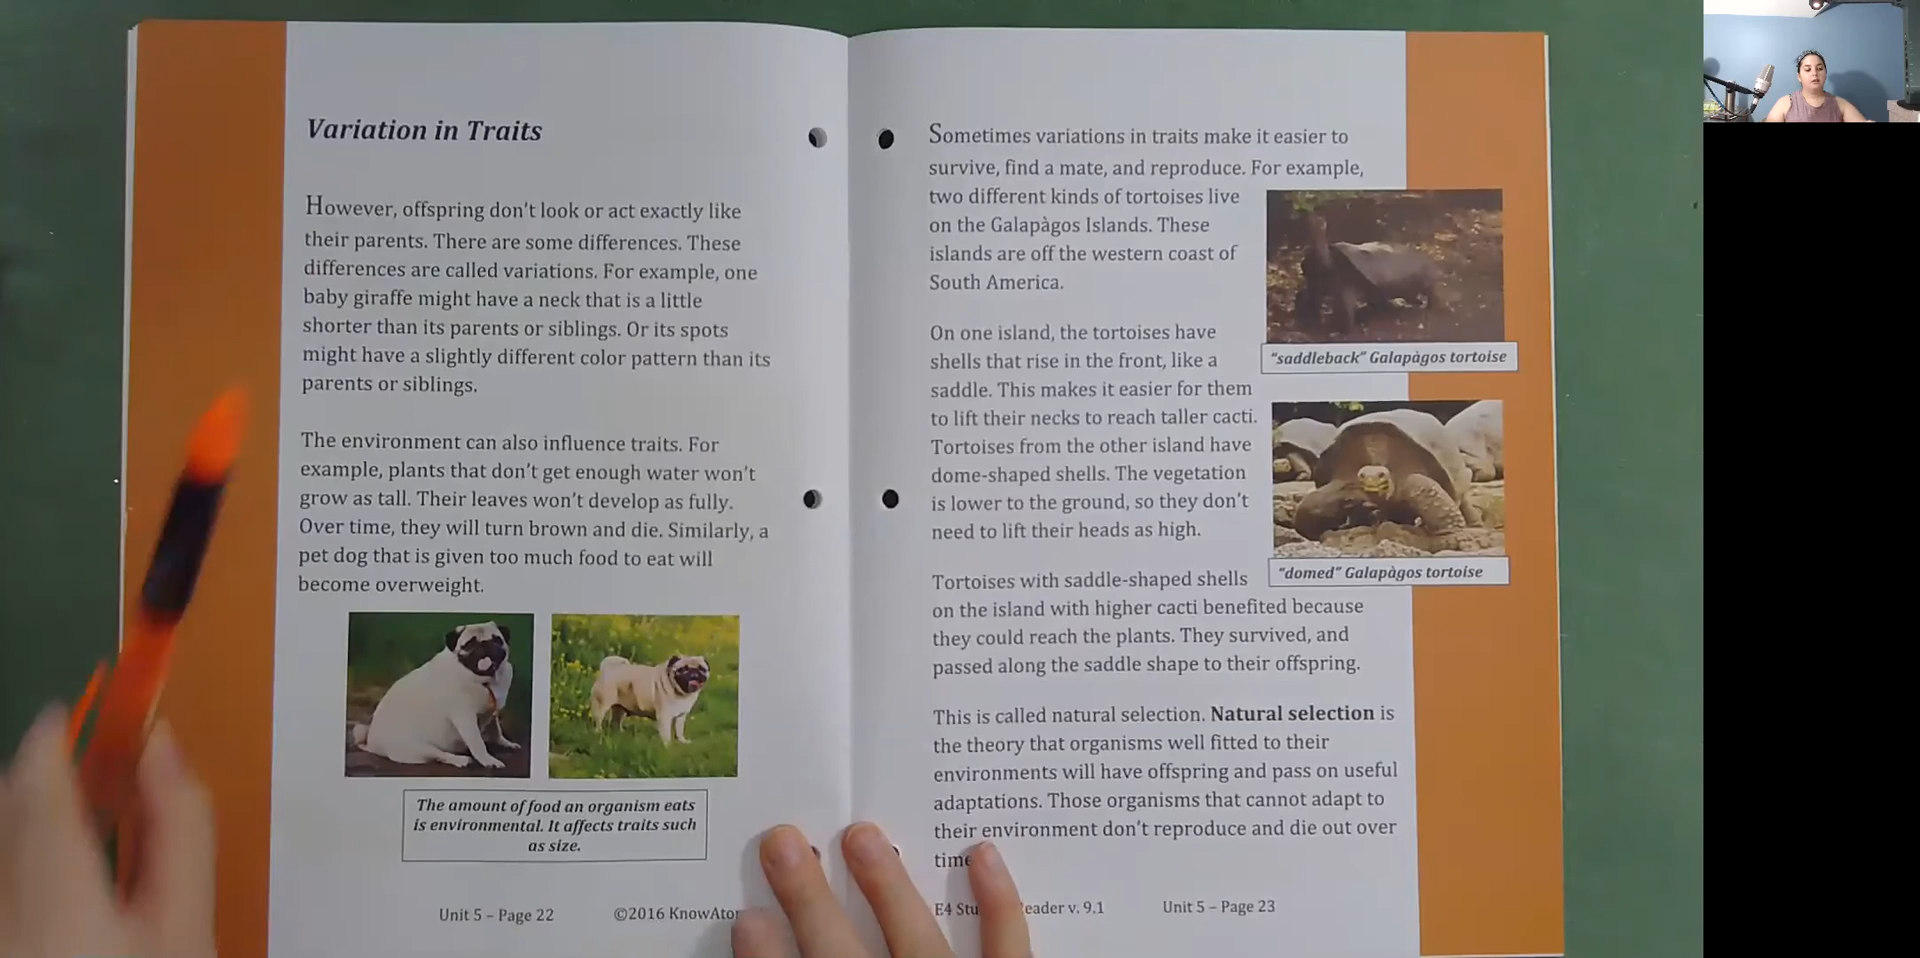 Variation in Traits
However, offspring don't look or act exactly like
their parents. There are some differences. These
differences are called variations. For example, one
baby giraffe might have a neck that is a little
shorter than its parents or siblings. Or its spots
might have a slightly different color pattern than its
parents or siblings.
The environment can also influence traits. For
example, plants that don't get enough water won't
grow as tall. Their leaves won't develop as fully.
Over time, they will turn brown and die. Similarly, a
pet dog that is given too much food to eat will
become overweight.
The amount of food an organism eats
is environmental. It affects traits such
as size.
Unit 5 – Page 22
©2016 KnowAto
Sometimes variations in traits make it easier to
survive, find a mate, and reproduce. For example,
two different kinds of tortoises live
on the Galapàgos Islands. These
islands are off the western coast of
South America.
"saddleback" Galapàgos tortoise
On one island, the tortoises have
shells that rise in the front, like a
saddle. This makes it easier for them
to lift their necks to reach taller cacti.
Tortoises from the other island have
dome-shaped shells. The vegetation
is lower to the ground, so they don't
need to lift their heads as high.
"domed" Galapàgos tortoise
Tortoises with saddle-shaped shells
on the island with higher cacti benefited because
they could reach the plants. They survived, and
passed along the saddle shape to their offspring.
This is called natural selection. Natural selection is
the theory that organisms well fitted to their
environments will have offspring and pass on useful
adaptations. Those organisms that cannot adapt to
their environment don't reproduce and die out over
time
E4 Stu eader v. 9.1
Unit 5 – Page 23